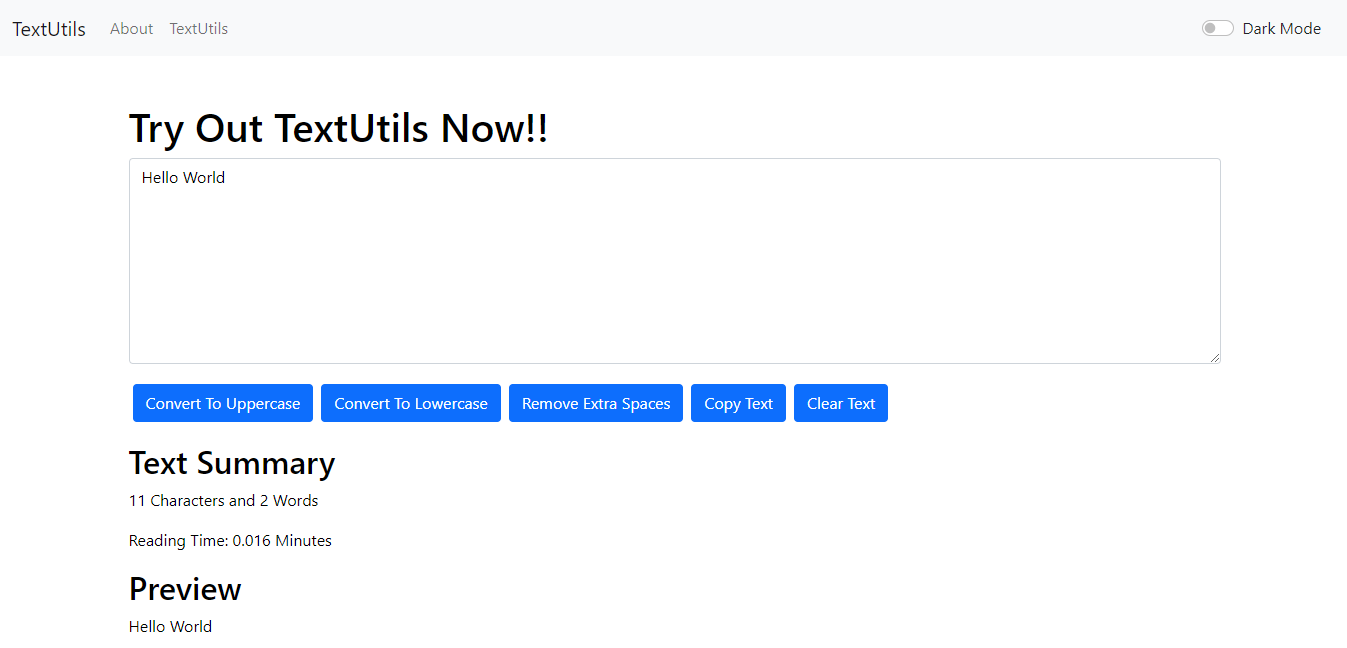 TextUtils About TextUtils Dark Mode
Try Out TextUtils Now!!
Hello World
Convert To Uppercase Convert To Lowercase Remove Extra Spaces Copy Text Clear Text
Text Summary
11 Characters and 2 Words
Reading Time: 0.016 Minutes
Preview
Hello World